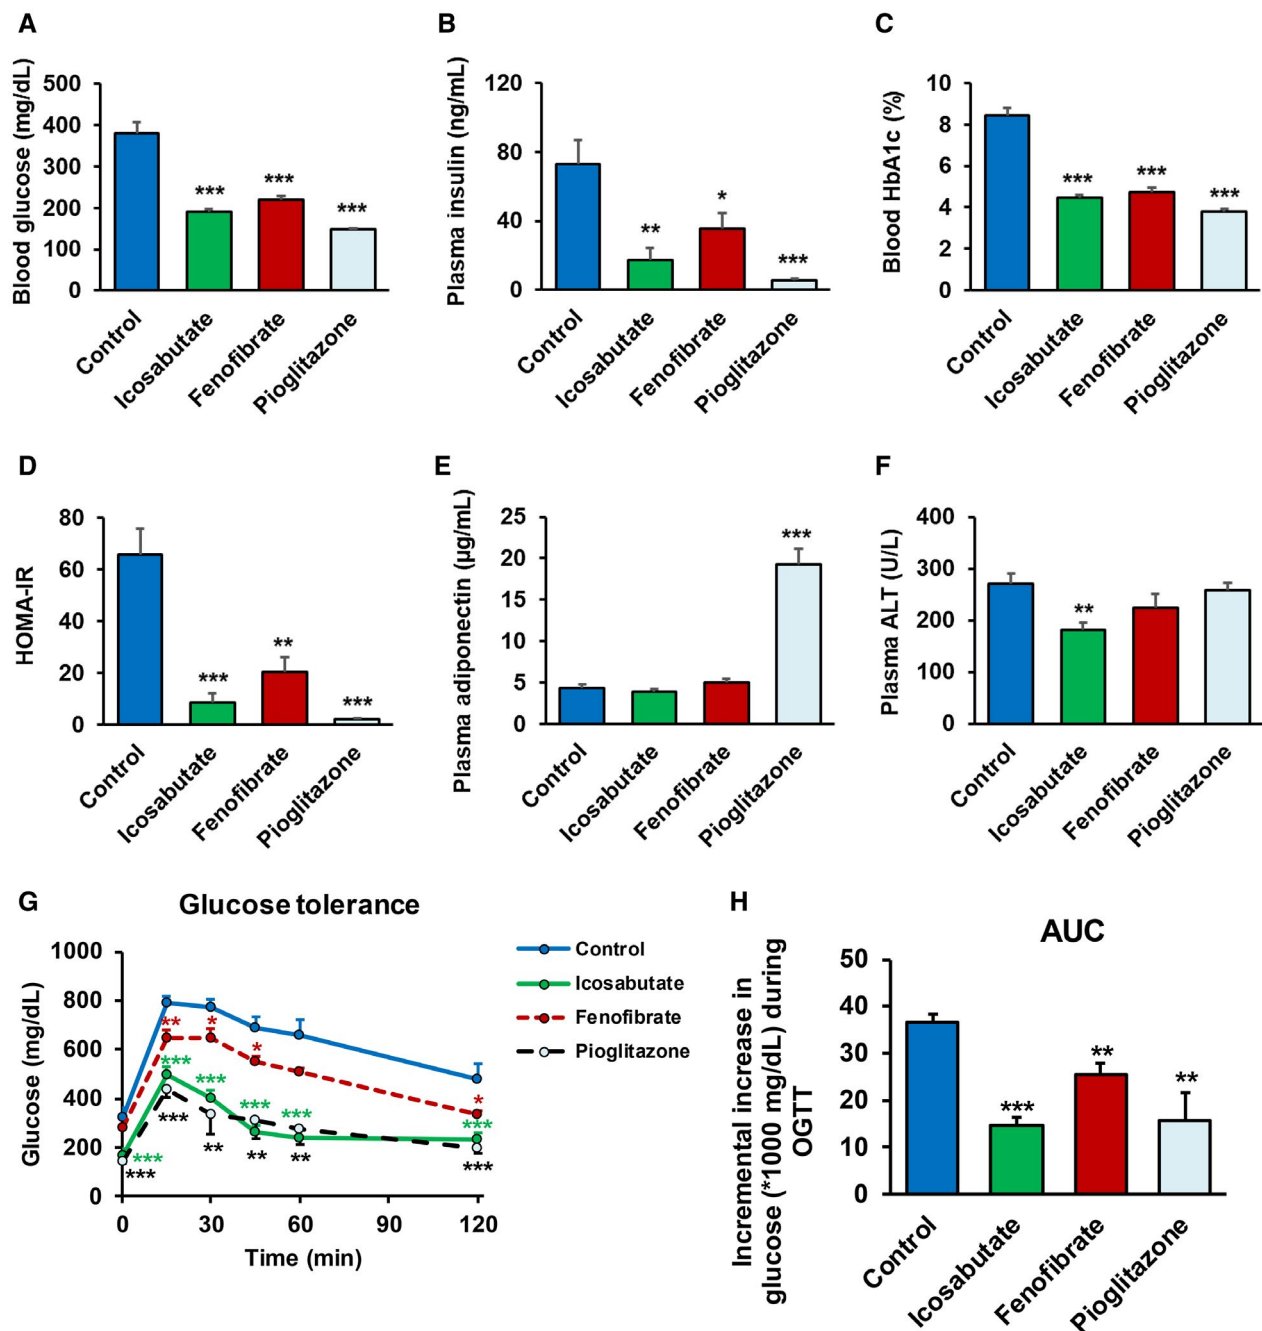 A
Blood glucose (mg/dL)
500
400
300
200
100
0
***
***
***
Control
Icosabutate
Fenofibrate
Pioglitazone
B
Plasma insulin (ng/mL)
120
80
40
0
**
*
***
Control
Icosabutate
Fenofibrate
Pioglitazone
C
Blood HbA1c (%)
10
8
6
4
2
0
***
***
***
Control
Icosabutate
Fenofibrate
Pioglitazone
D
HOMA-IR
80
60
40
20
0
***
**
***
Control
Icosabutate
Fenofibrate
Pioglitazone
E
Plasma adiponectin (µg/mL)
25
20
15
10
5
0
***
Control
Icosabutate
Fenofibrate
Pioglitazone
F
Plasma ALT (U/L)
400
300
200
100
0
**
Control
Icosabutate
Fenofibrate
Pioglitazone
G
Glucose tolerance
Glucose (mg/dL)
1000
800
600
400
200
0
** * *
*** *** *** *** * ***
*** *** ** ** ** ***
0 30 60 90 120
Time (min)
Control
Icosabutate
Fenofibrate
Pioglitazone
H
AUC
Incremental increase in
glucose (*1000 mg/dL) during
OGTT
50
40
30
20
10
0
***
**
**
Control
Icosabutate
Fenofibrate
Pioglitazone